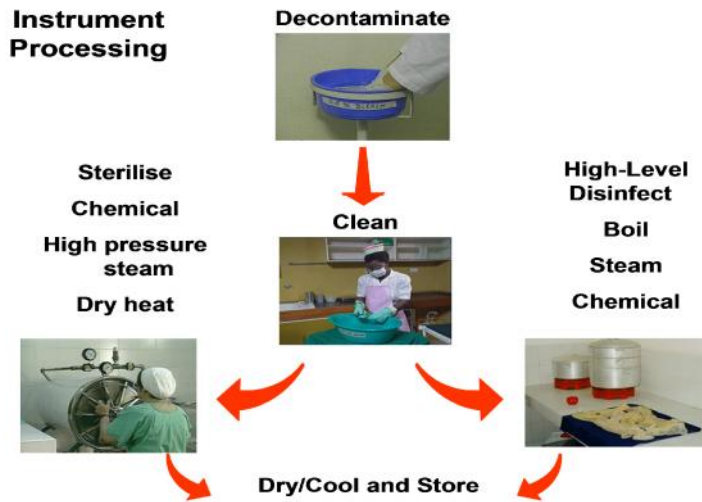 Instrument
Processing
Decontaminate
Sterilise
Chemical
High pressure
steam
Dry heat
Clean
High-Level
Disinfect
Boil
Steam
Chemical
Dry/Cool and Store